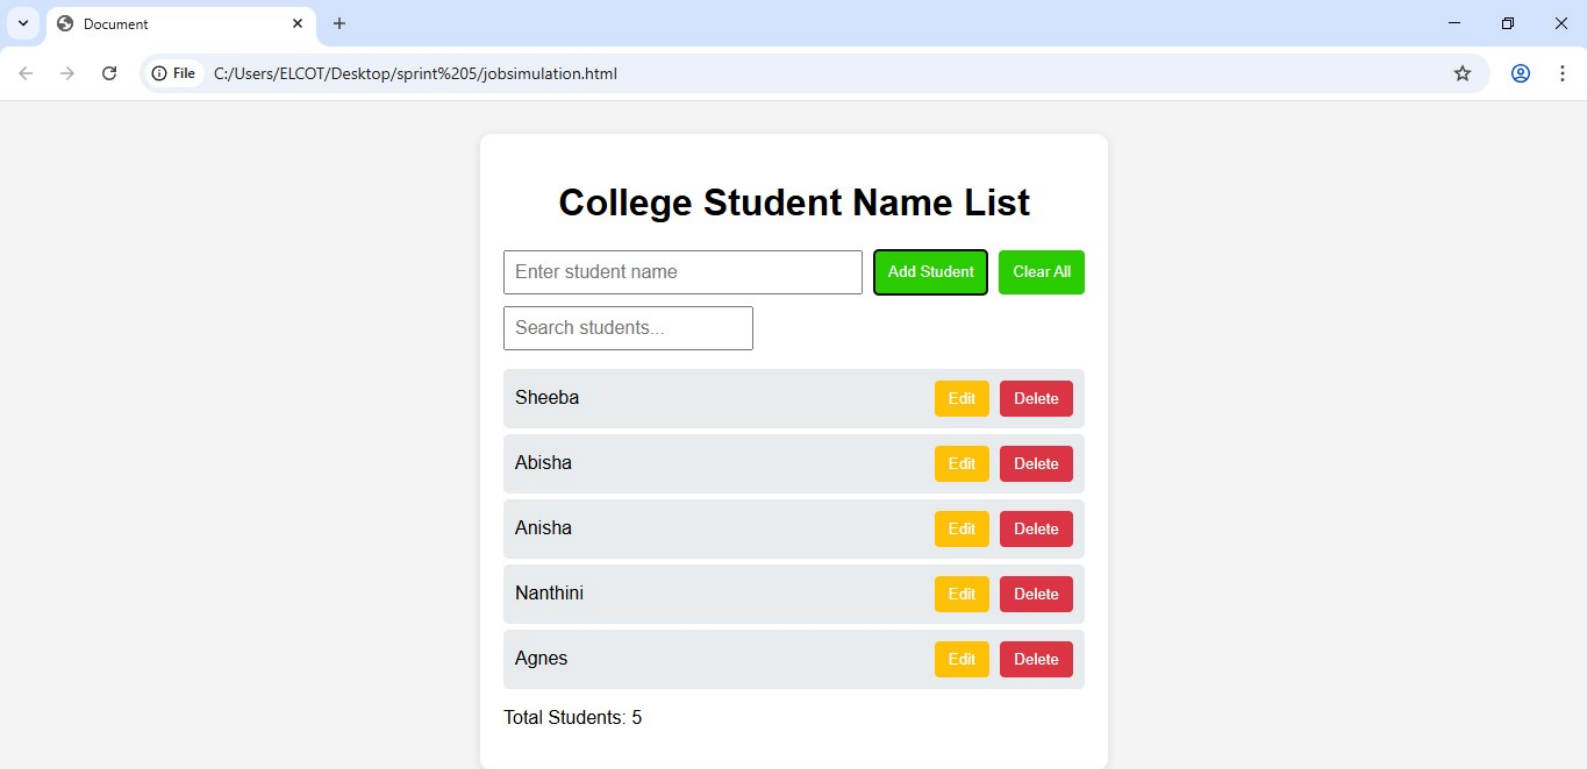 Document
File C:/Users/ELCOT/Desktop/sprint%205/jobsimulation.html
College Student Name List
Enter student name Add Student Clear All
Search students...
Sheeba Edit Delete
Abisha Edit Delete
Anisha Edit Delete
Nanthini Edit Delete
Agnes Edit Delete
Total Students: 5